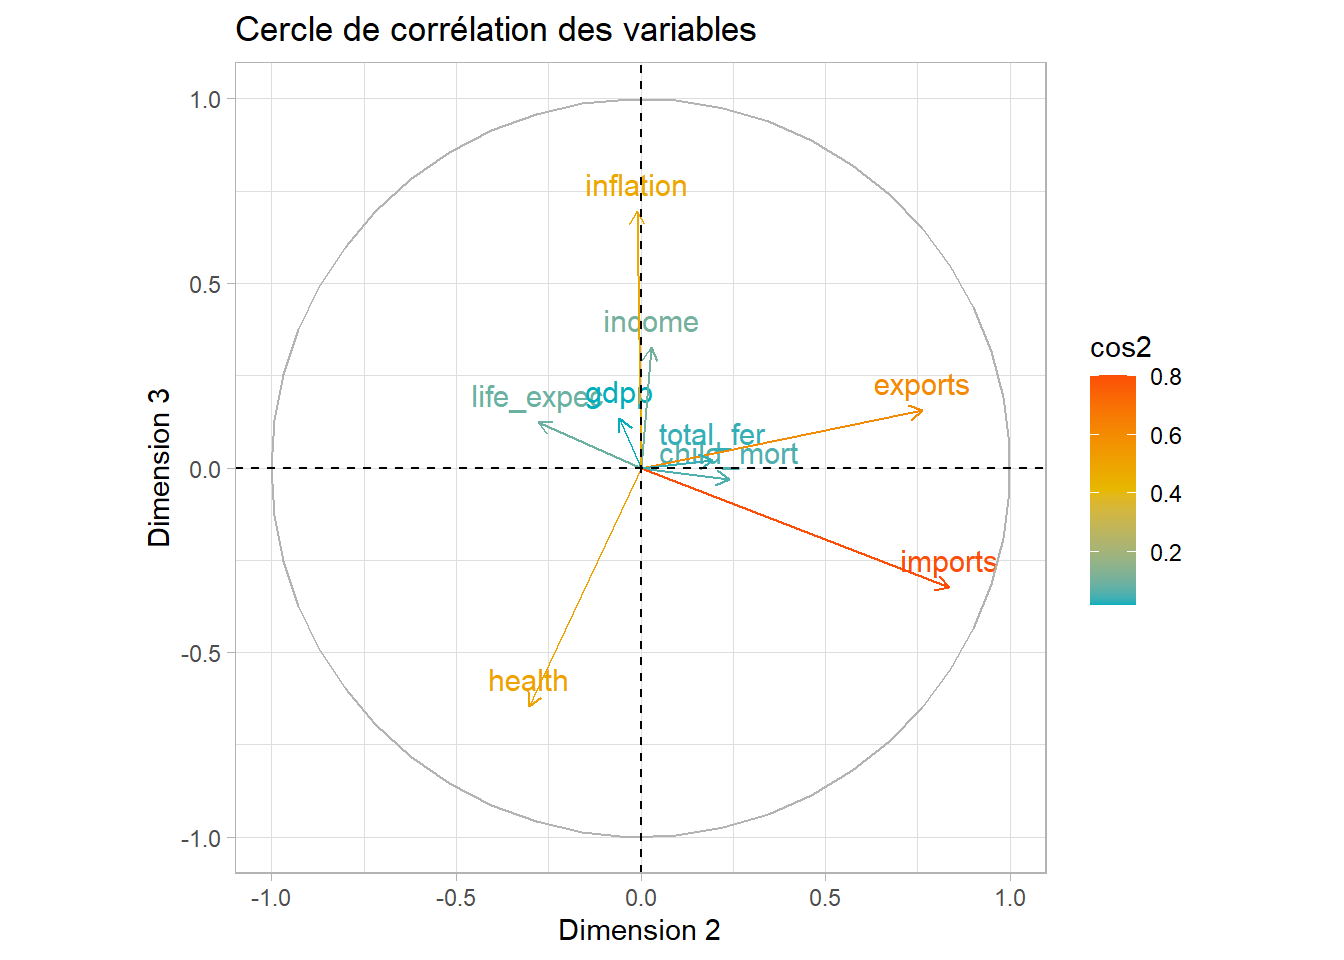 Cercle de corrélation des variables
1.0
inflation
0.5
income
cos2
life_expec
gdpp
exports
0.8
total_fer
child_mort
0.6
0.0
0.4
imports
0.2
Dimension 3
-0.5
health
-1.0
-1.0
-0.5
0.0
0.5
1.0
Dimension 2